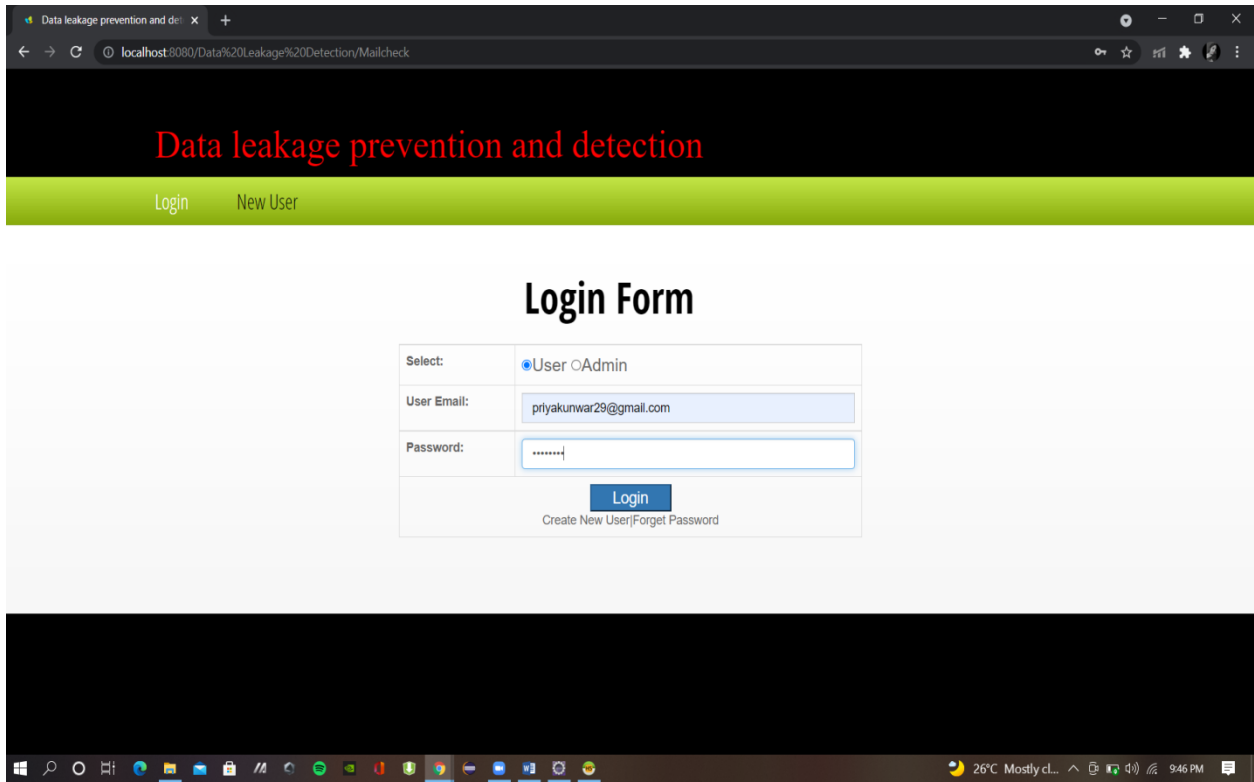 Data leakage prevention and det
localhost:8080/Data%20Leakage%20Detection/Mailcheck
Data leakage prevention and detection
Login New User
Login Form
Select: User Admin
User Email: priyakunwar29@gmail.com
Password: ••••••••
Login
Create New User|Forget Password
26°C Mostly cl... 9:46 PM